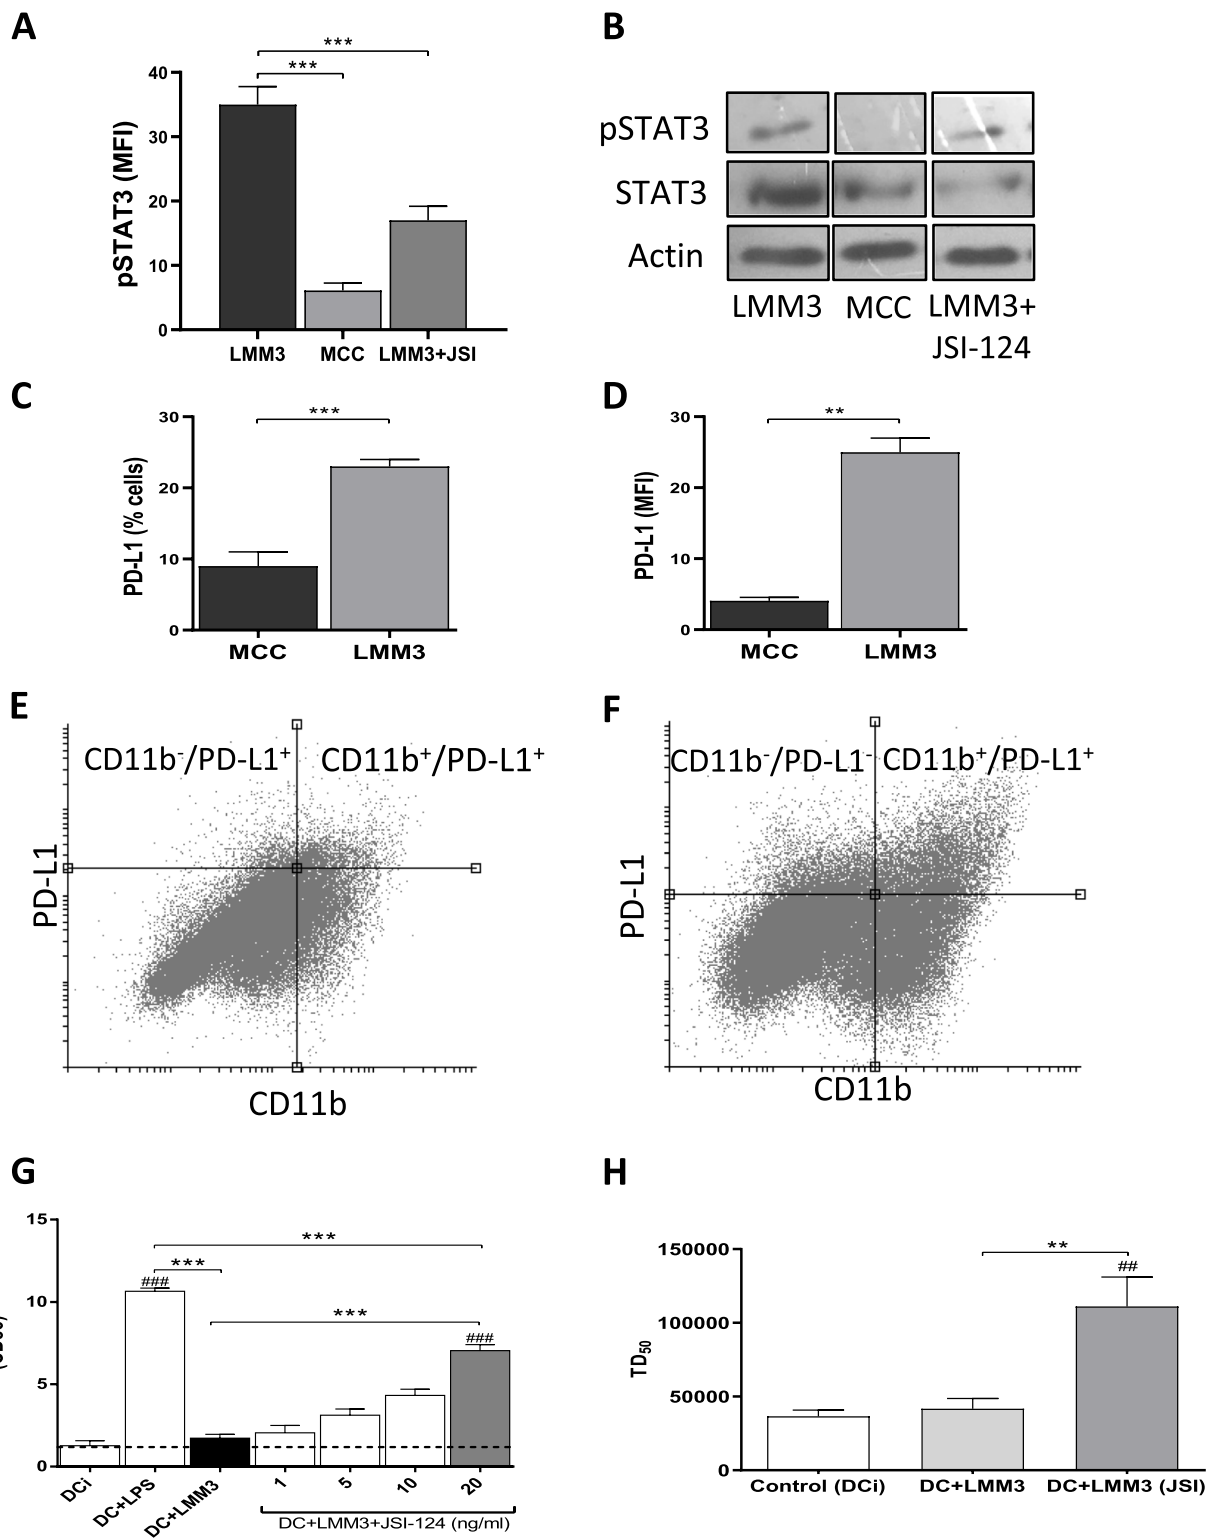 A
***
***
40
30
20
10
0
pSTAT3 (MFI)
LMM3 MCC LMM3+JSI
B
pSTAT3
STAT3
Actin
LMM3 MCC LMM3+
JSI-124
C
***
30
20
10
0
PD-L1 (% cells)
MCC LMM3
D
**
30
20
10
0
PD-L1 (MFI)
MCC LMM3
E
CD11b-/PD-L1+ CD11b+/PD-L1+
PD-L1
CD11b
F
CD11b-/PD-L1- CD11b+/PD-L1+
PD-L1
CD11b
G
15
10
5
0
***
***
###
***
###
DCi DC+LPS DC+LMM3 1 5 10 20
DC+LMM3+JSI-124 (ng/ml)
H
150000
100000
50000
0
TD50
**
##
Control (DCi) DC+LMM3 DC+LMM3 (JSI)